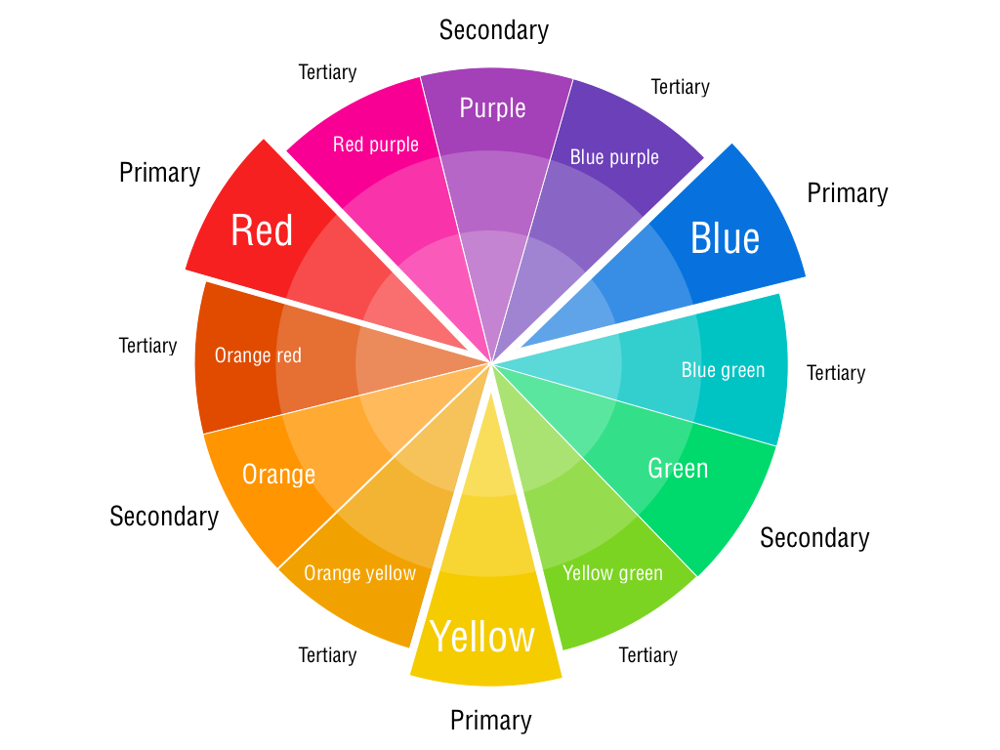 Secondary
Tertiary
Tertiary
Purple
Red purple
Blue purple
Primary
Primary
Red
Blue
Tertiary
Orange red
Blue green
Tertiary
Orange
Green
Secondary
Secondary
Orange yellow
Yellow green
Yellow
Tertiary
Tertiary
Primary